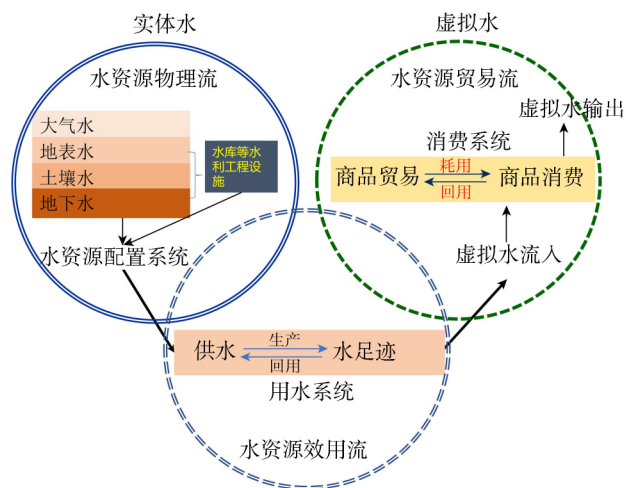 实体水
虚拟水
水资源物理流
大气水
地表水
土壤水
地下水
水库等水
利工程设
施
水资源配置系统
水资源贸易流
虚拟水输出
消费系统
商品贸易
耗用
回用
商品消费
虚拟水流入
供水
生产
回用
水足迹
用水系统
水资源效用流